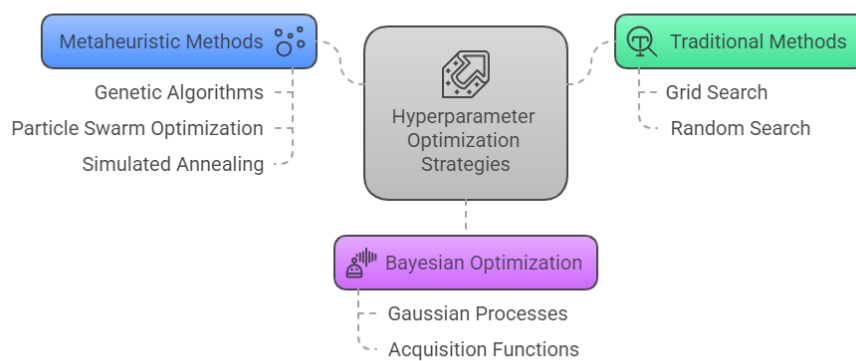 Metaheuristic Methods
Genetic Algorithms
Particle Swarm Optimization
Simulated Annealing
Hyperparameter
Optimization
Strategies
Traditional Methods
Grid Search
Random Search
Bayesian Optimization
Gaussian Processes
Acquisition Functions